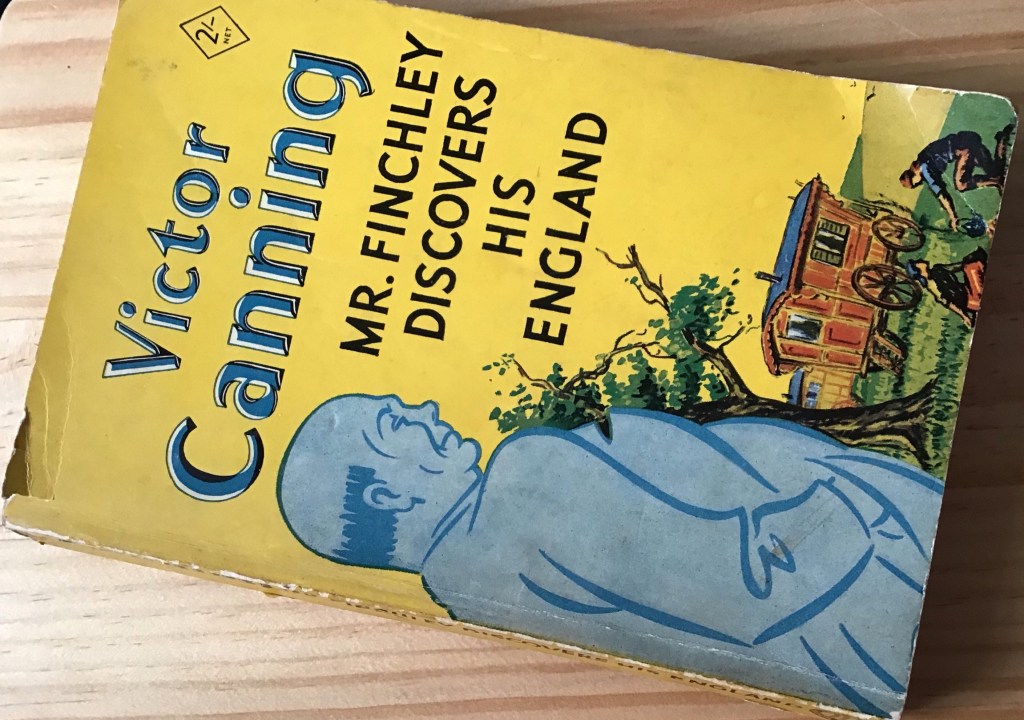 2/-
NET
Victor
Canning
MR. FINCHLEY
DISCOVERS
HIS
ENGLAND